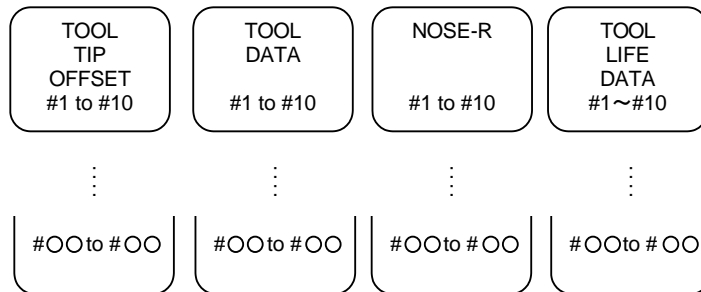 TOOL
TIP
OFFSET
#1 to #10
TOOL
DATA
#1 to #10
NOSE-R
#1 to #10
TOOL
LIFE
DATA
#1～#10
#○○to #○○
#○○to #○○
#○○to #○○
#○○to #○○